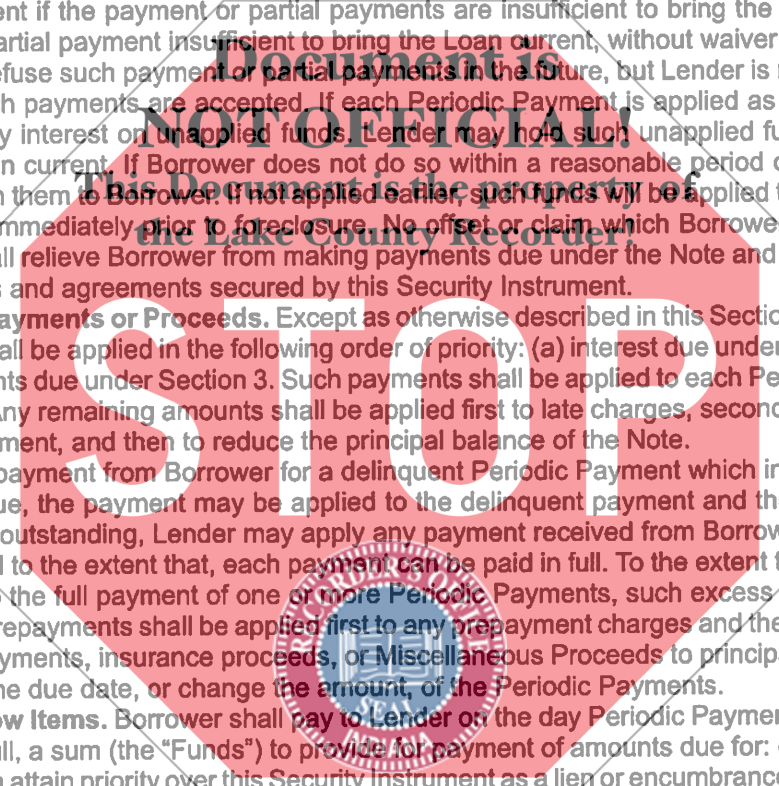 ent if the payment or partial payments are insufficient to bring the
artial payment insufficient to bring the Loan current, without waiver
efuse such payment or partial payments in the future, but Lender is
h payments are accepted. If each Periodic Payment is applied as
y interest on unapplied funds. Lender may hold such unapplied fu
n current. If Borrower does not do so within a reasonable period o
n them to Borrower. If not applied earlier, such funds will be applied
mmediately prior to foreclosure. No offset or claim which Borrowe
ll relieve Borrower from making payments due under the Note and
s and agreements secured by this Security Instrument.
ayments or Proceeds. Except as otherwise described in this Sectio
all be applied in the following order of priority: (a) interest due under
nts due under Section 3. Such payments shall be applied to each Pe
Any remaining amounts shall be applied first to late charges, second
ment, and then to reduce the principal balance of the Note.
payment from Borrower for a delinquent Periodic Payment which in
ue, the payment may be applied to the delinquent payment and th
outstanding, Lender may apply any payment received from Borrow
l to the extent that, each payment can be paid in full. To the extent t
o the full payment of one or more Periodic Payments, such excess
repayments shall be applied first to any prepayment charges and the
yments, insurance proceeds, or Miscellaneous Proceeds to principa
he due date, or change the amount, of the Periodic Payments.
ow Items. Borrower shall pay to Lender on the day Periodic Paymen
ull, a sum (the “Funds”) to provide for payment of amounts due for:
n attain priority over this Security Instrument as a lien or encumbrance
Document is
NOT OFFICIAL!
This Document is the property of
the Lake County Recorder!
STOP
RECORDER'S OFFICE
SEAL
INDIANA